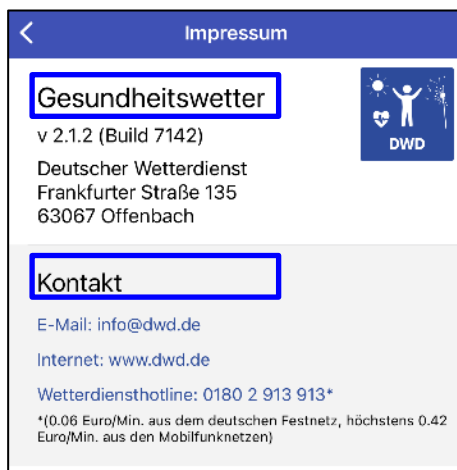 Impressum
Gesundheitswetter
v 2.1.2 (Build 7142)
DWD
Deutscher Wetterdienst
Frankfurter Straße 135
63067 Offenbach
Kontakt
E-Mail: info@dwd.de
Internet: www.dwd.de
Wetterdiensthotline: 0180 2 913 913*
*(0.06 Euro/Min. aus dem deutschen Festnetz, höchstens 0.42
Euro/Min. aus den Mobilfunknetzen)